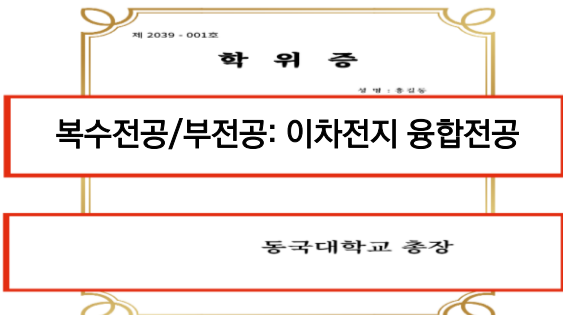 제 2039 - 001호
학 위 증
성 명 : 홍길동
복수전공/부전공: 이차전지 융합전공
동국대학교 총장